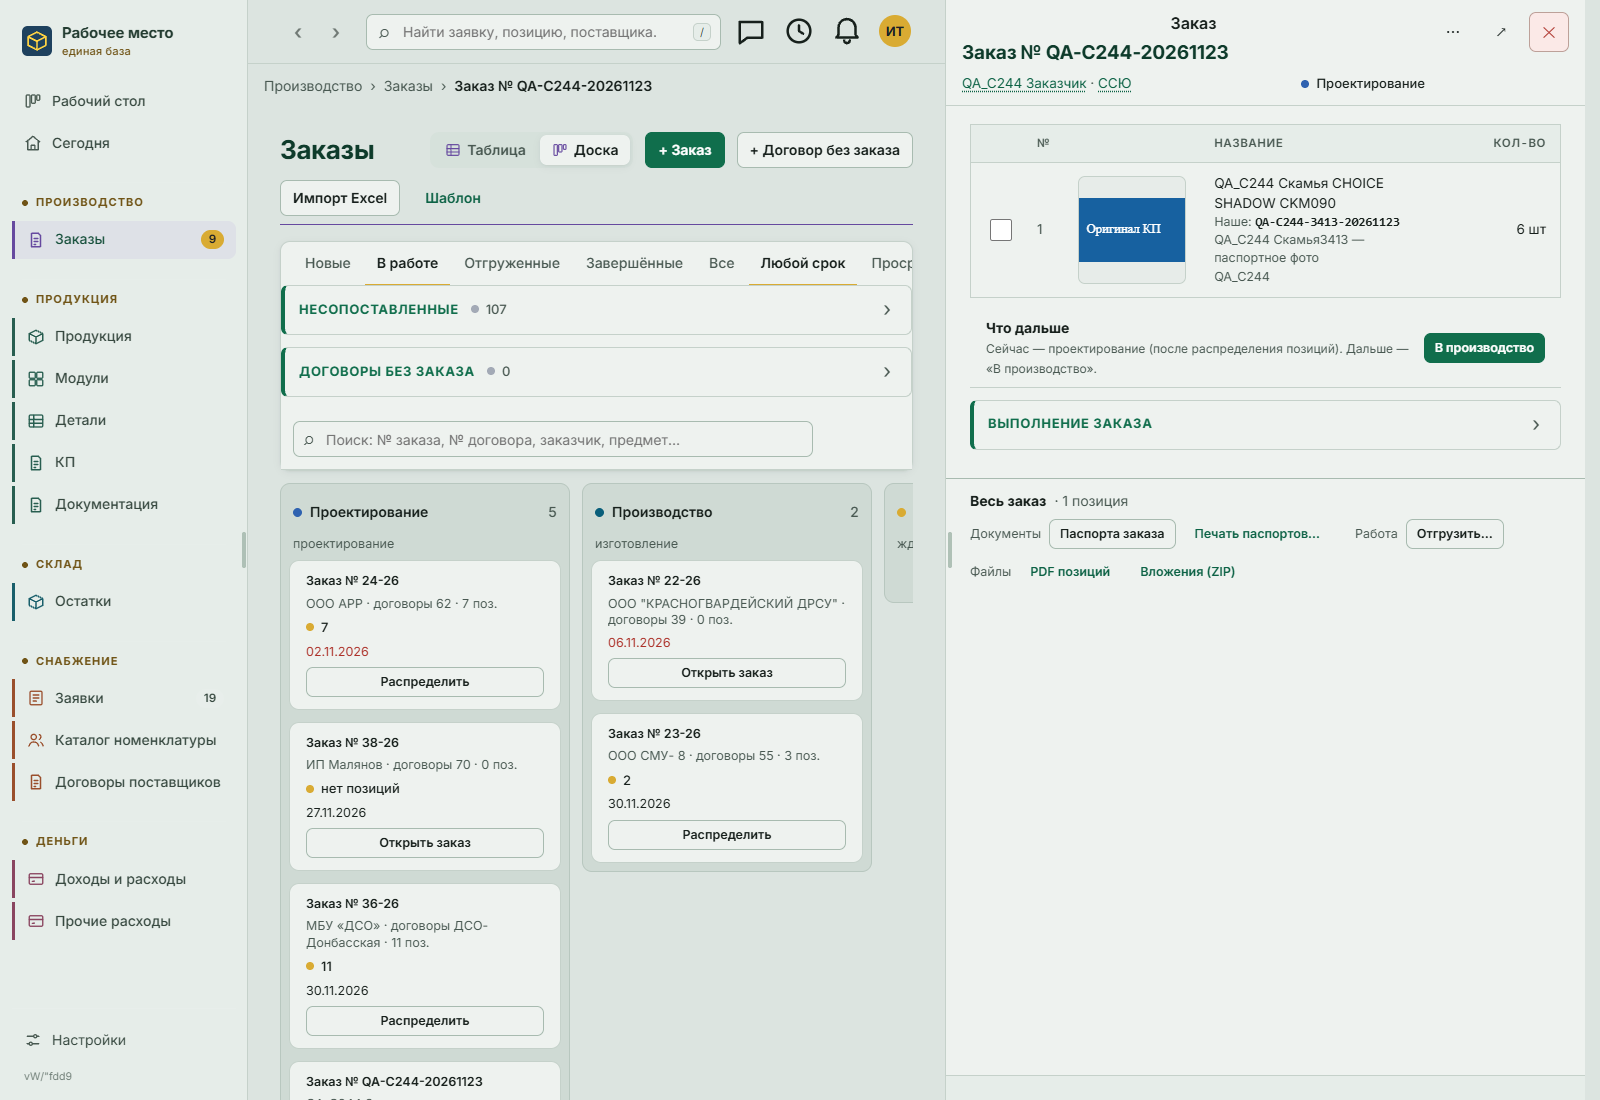 Рабочее место
единая база
Рабочий стол
Сегодня
ПРОИЗВОДСТВО
Заказы 9
ПРОДУКЦИЯ
Продукция
Модули
Детали
КП
Документация
СКЛАД
Остатки
СНАБЖЕНИЕ
Заявки 19
Каталог номенклатуры
Договоры поставщиков
ДЕНЬГИ
Доходы и расходы
Прочие расходы
Настройки
vW/"fdd9
Найти заявку, позицию, поставщика. /
ИТ
Производство › Заказы › Заказ № QA-C244-20261123
Заказы
Таблица Доска + Заказ + Договор без заказа
Импорт Excel Шаблон
Новые В работе Отгруженные Завершённые Все Любой срок Проср
НЕСОПОСТАВЛЕННЫЕ 107
ДОГОВОРЫ БЕЗ ЗАКАЗА 0
Поиск: № заказа, № договора, заказчик, предмет...
Проектирование 5
проектирование
Заказ № 24-26
ООО АРР · договоры 62 · 7 поз.
7
02.11.2026
Распределить
Заказ № 38-26
ИП Малянов · договоры 70 · 0 поз.
нет позиций
27.11.2026
Открыть заказ
Заказ № 36-26
МБУ «ДСО» · договоры ДСО-
Донбасская · 11 поз.
11
30.11.2026
Распределить
Заказ № QA-C244-20261123
Производство 2
изготовление
Заказ № 22-26
ООО "КРАСНОГВАРДЕЙСКИЙ ДРСУ" ·
договоры 39 · 0 поз.
06.11.2026
Открыть заказ
Заказ № 23-26
ООО СМУ- 8 · договоры 55 · 3 поз.
2
30.11.2026
Распределить
жд
Заказ
Заказ № QA-C244-20261123
QA_C244 Заказчик · ССЮ
Проектирование
№ НАЗВАНИЕ КОЛ-ВО
1
Оригинал КП
QA_C244 Скамья CHOICE
SHADOW СКМ090
Наше: QA-C244-3413-20261123
QA_C244 Скамья3413 —
паспортное фото
QA_C244
6 шт
Что дальше
Сейчас — проектирование (после распределения позиций). Дальше —
«В производство».
В производство
ВЫПОЛНЕНИЕ ЗАКАЗА
Весь заказ · 1 позиция
Документы Паспорта заказа Печать паспортов... Работа Отгрузить...
Файлы PDF позиций Вложения (ZIP)